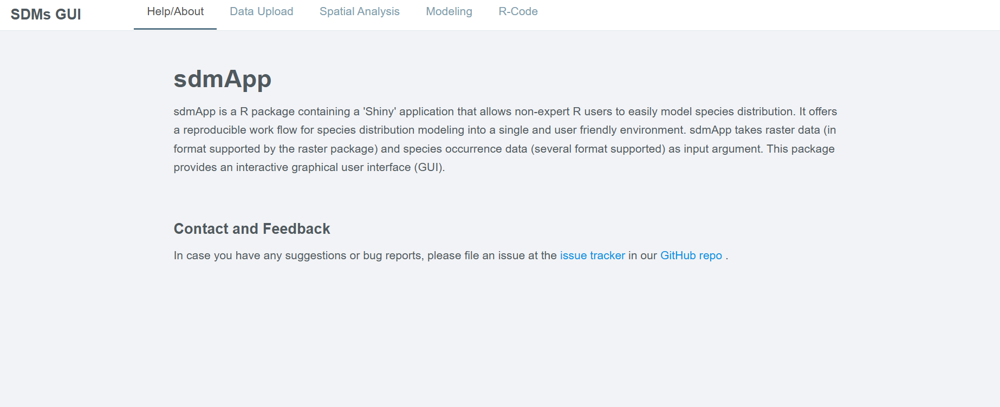 SDMs GUI
Help/About Data Upload Spatial Analysis Modeling R-Code
sdmApp
sdmApp is a R package containing a 'Shiny' application that allows non-expert R users to easily model species distribution. It offers
a reproducible work flow for species distribution modeling into a single and user friendly environment. sdmApp takes raster data (in
format supported by the raster package) and species occurrence data (several format supported) as input argument. This package
provides an interactive graphical user interface (GUI).
Contact and Feedback
In case you have any suggestions or bug reports, please file an issue at the issue tracker in our GitHub repo .